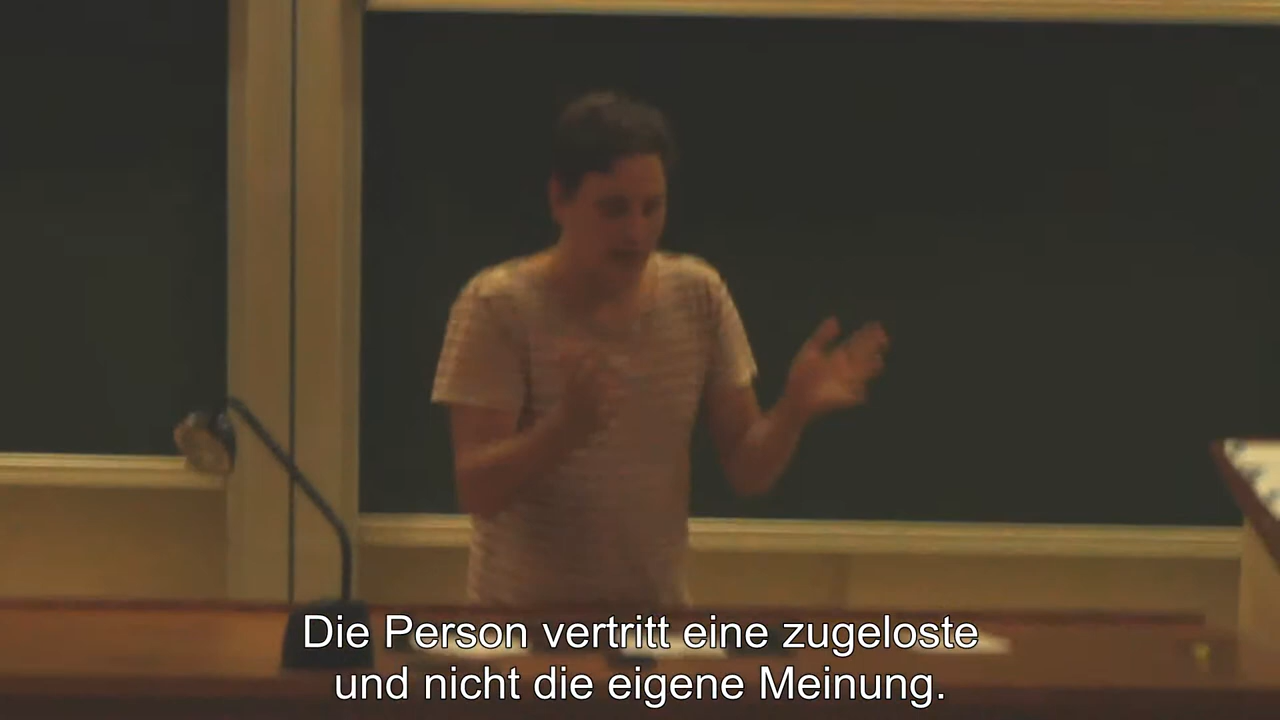 Die Person vertritt eine zugeloste
und nicht die eigene Meinung.